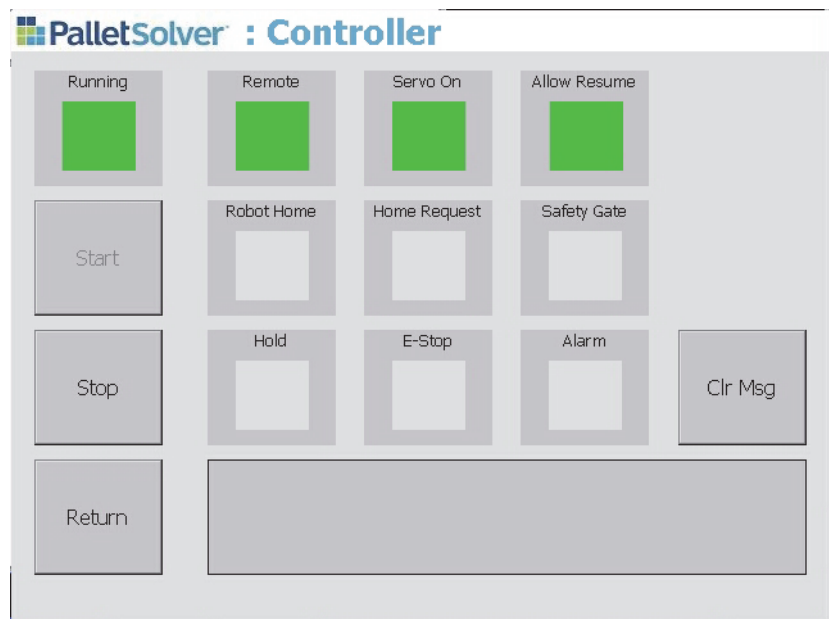 PalletSolver : Controller
Running
Remote
Servo On
Allow Resume
Start
Robot Home
Home Request
Safety Gate
Stop
Hold
E-Stop
Alarm
Clr Msg
Return